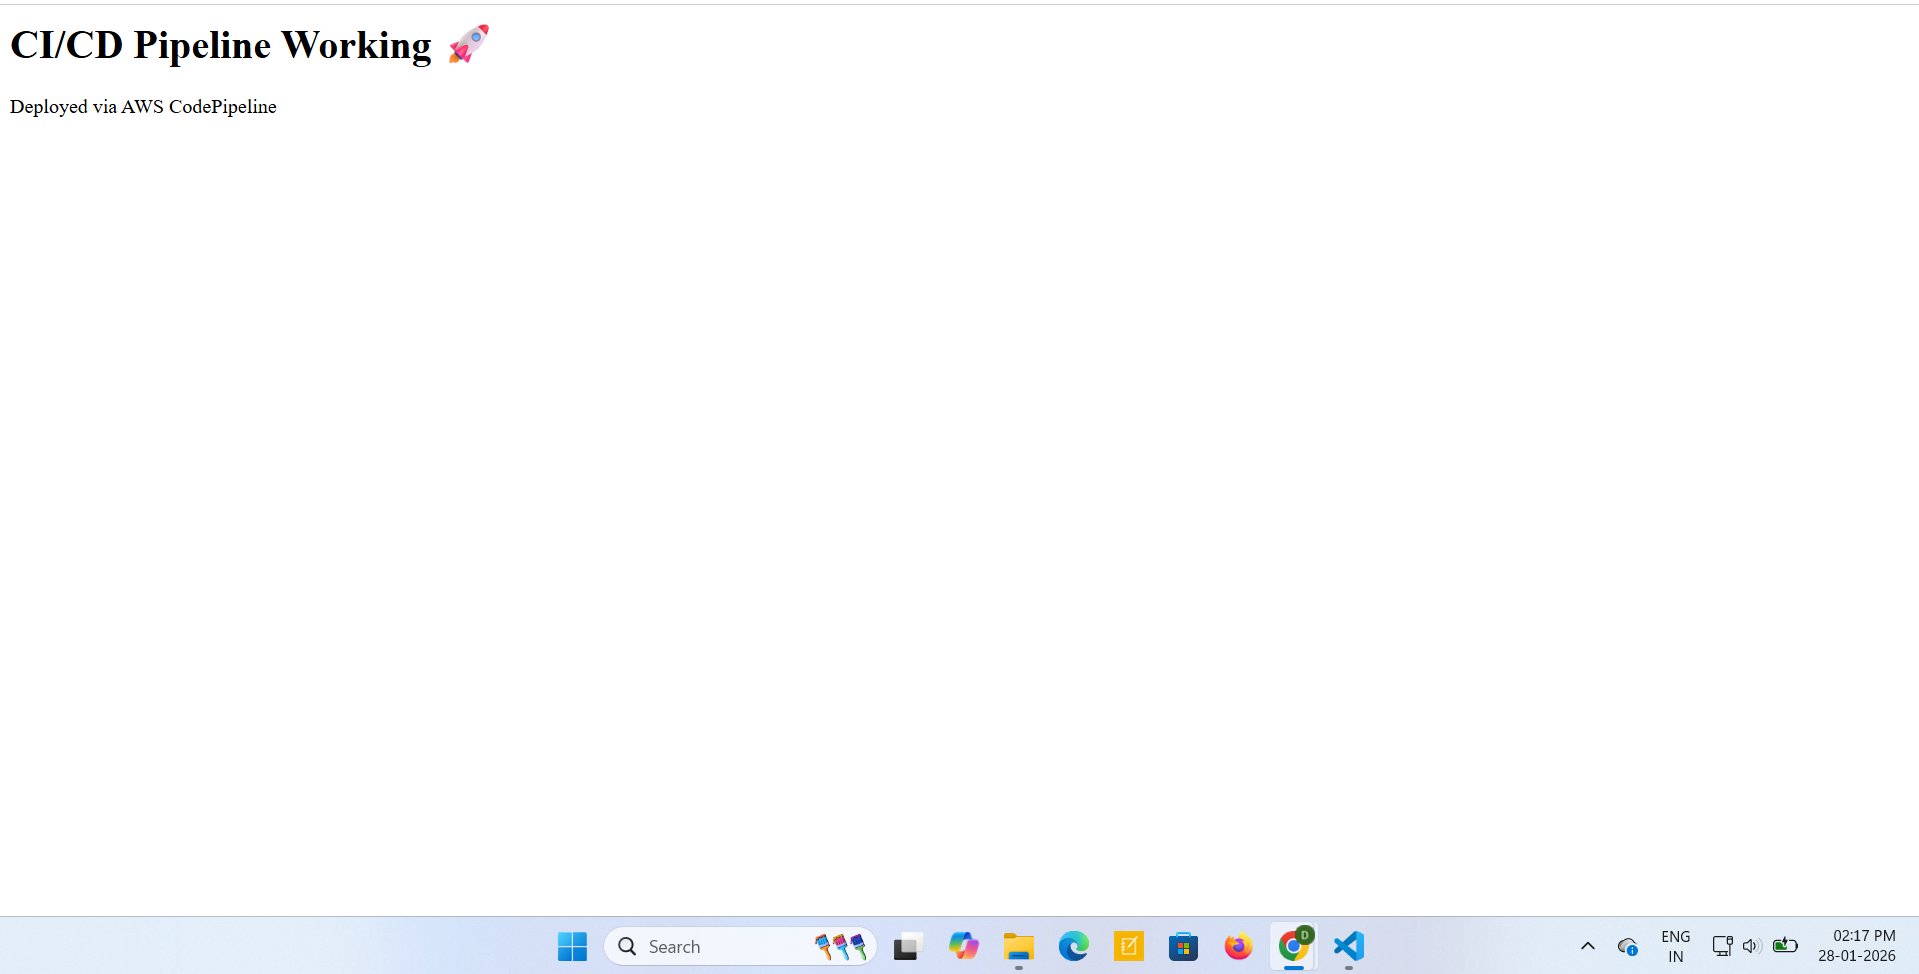 CI/CD Pipeline Working 🚀
Deployed via AWS CodePipeline
Search
D
ENG
IN
02:17 PM
28-01-2026